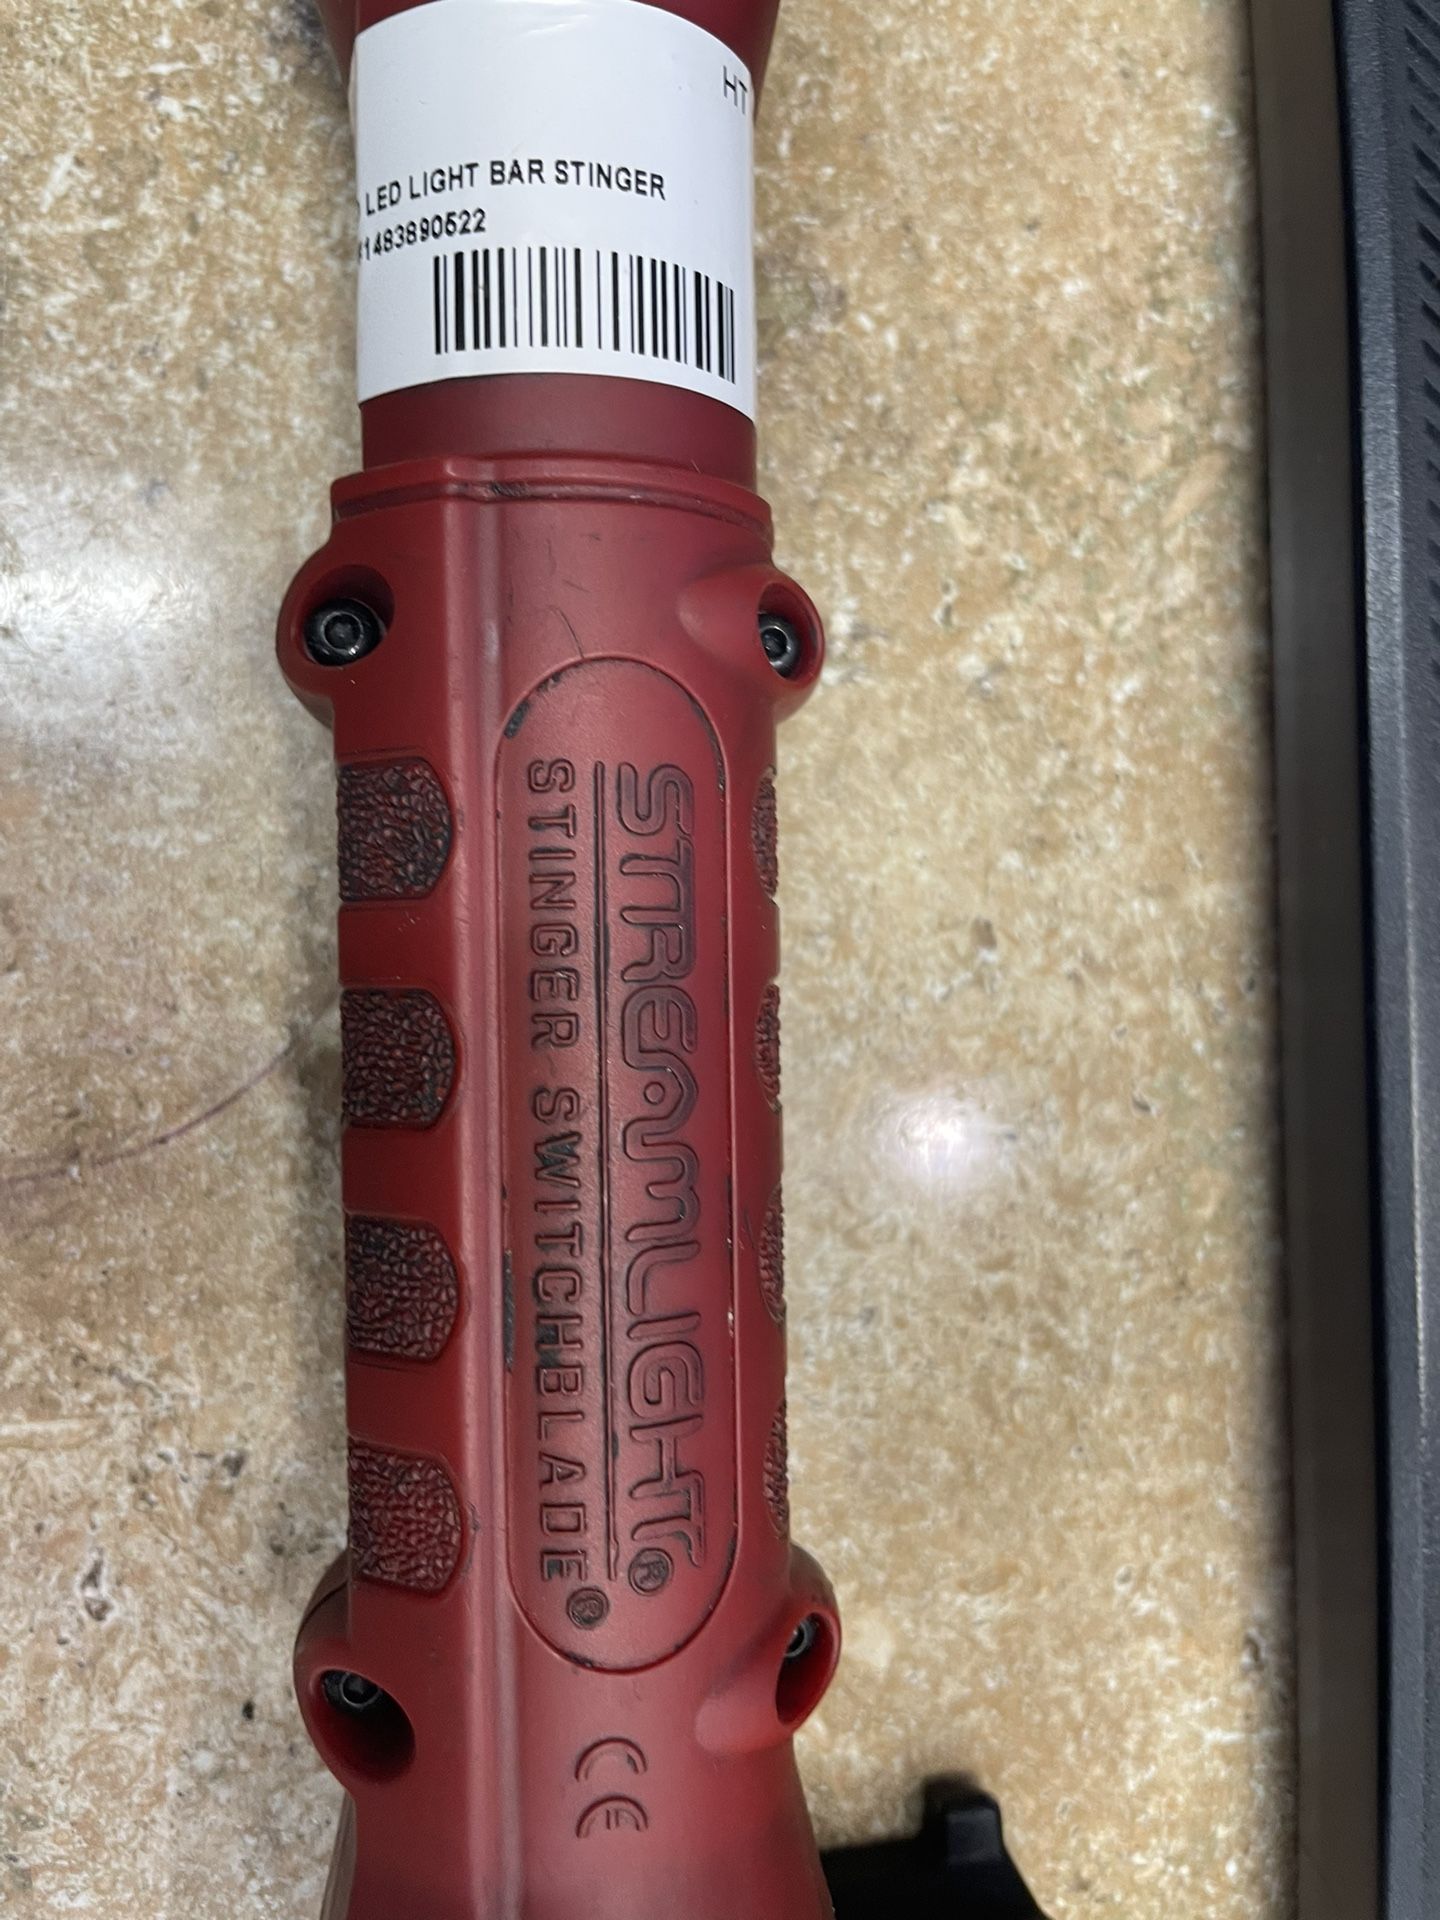 HT
LED LIGHT BAR STINGER
1483890522
STREAMLIGHT®
STINGER SWITCHBLADE®
CE